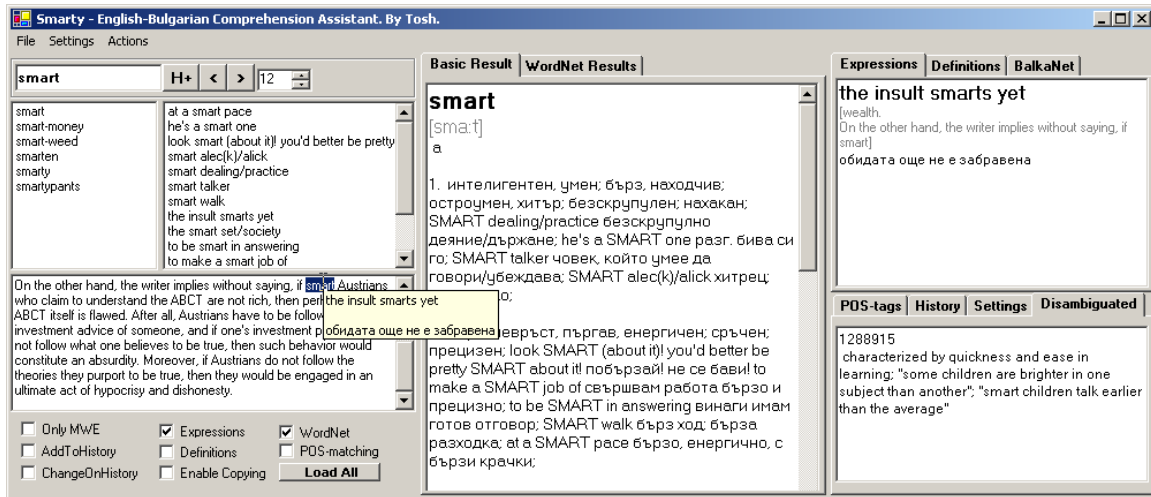 Smarty - English-Bulgarian Comprehension Assistant. By Tosh.
File Settings Actions
smart
H+ < > 12
smart
smart-money
smart-weed
smarten
smarty
smartypants
at a smart pace
he's a smart one
look smart (about it)! you'd better be pretty
smart alec(k)/alick
smart dealing/practice
smart talker
smart walk
the insult smarts yet
the smart set/society
to be smart in answering
to make a smart job of
On the other hand, the writer implies without saying, if smart Austrians
who claim to understand the ABCT are not rich, then
ABCT itself is flawed. After all, Austrians have to be
investment advice of someone, and if one's investment
not follow what one believes to be true, then such behavior would
constitute an absurdity. Moreover, if Austrians do not follow the
theories they purport to be true, then they would be engaged in an
ultimate act of hypocrisy and dishonesty.
the insult smarts yet
обидата още не е забравена
Only MWE
Expressions
WordNet
AddToHistory
Definitions
POS-matching
ChangeOnHistory
Enable Copying
Load All
Basic Result WordNet Results
smart
[sma:t]
a
1. интелигентен, умен; бърз, находчив;
остроумен, хитър; безскрупулен; нахакан;
SMART dealing/practice безскрупулно
деяние/държане; he's a SMART one разг. бива си
го; SMART talker човек, който умее да
говори/убеждава; SMART alec(k)/alick хитрец;
пъргав, енергичен; сръчен;
прецизен; look SMART (about it)! you'd better be
pretty SMART about it! побързай! не се бави! to
make a SMART job of свършвам работа бързо и
прецизно; to be SMART in answering винаги имам
готов отговор; SMART walk бърз ход; бърза
разходка; at a SMART pace бързо, енергично, с
бързи крачки;
Expressions Definitions BalkaNet
the insult smarts yet
[wealth.
On the other hand, the writer implies without saying, if
smart]
обидата още не е забравена
POS-tags History Settings Disambiguated
1288915
characterized by quickness and ease in
learning; "some children are brighter in one
subject than another"; "smart children talk earlier
than the average"